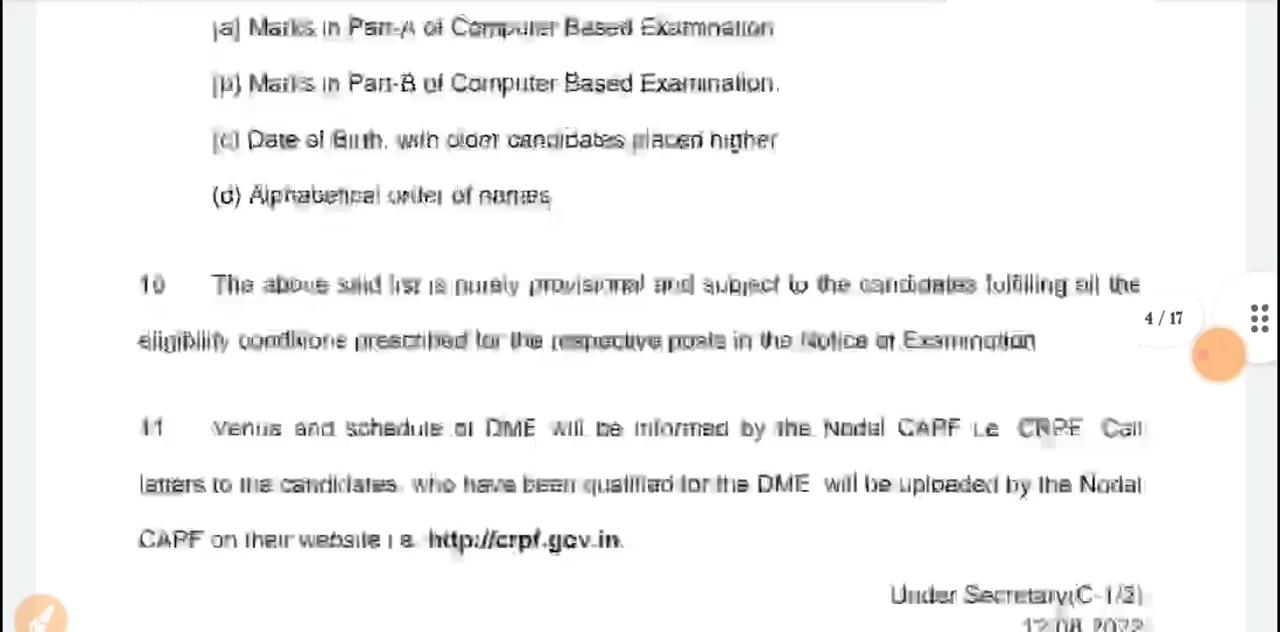 (a) Marks in Part-A of Computer Based Examination
(b) Marks in Part-B of Computer Based Examination.
(c) Date of Birth, with older candidates placed higher
(d) Alphabetical order of names
10 The above said list is purely provisional and subject to the candidates fulfilling all the
eligibility conditions prescribed for the respective posts in the Notice of Examination
4 / 17
11 Venue and schedule of DME will be informed by the Nodal CAPF i.e. CRPF Call
letters to the candidates, who have been qualified for the DME will be uploaded by the Nodal
CAPF on their website i.e. http://crpf.gov.in.
Under Secretary(C-1/2)
12.08.2022